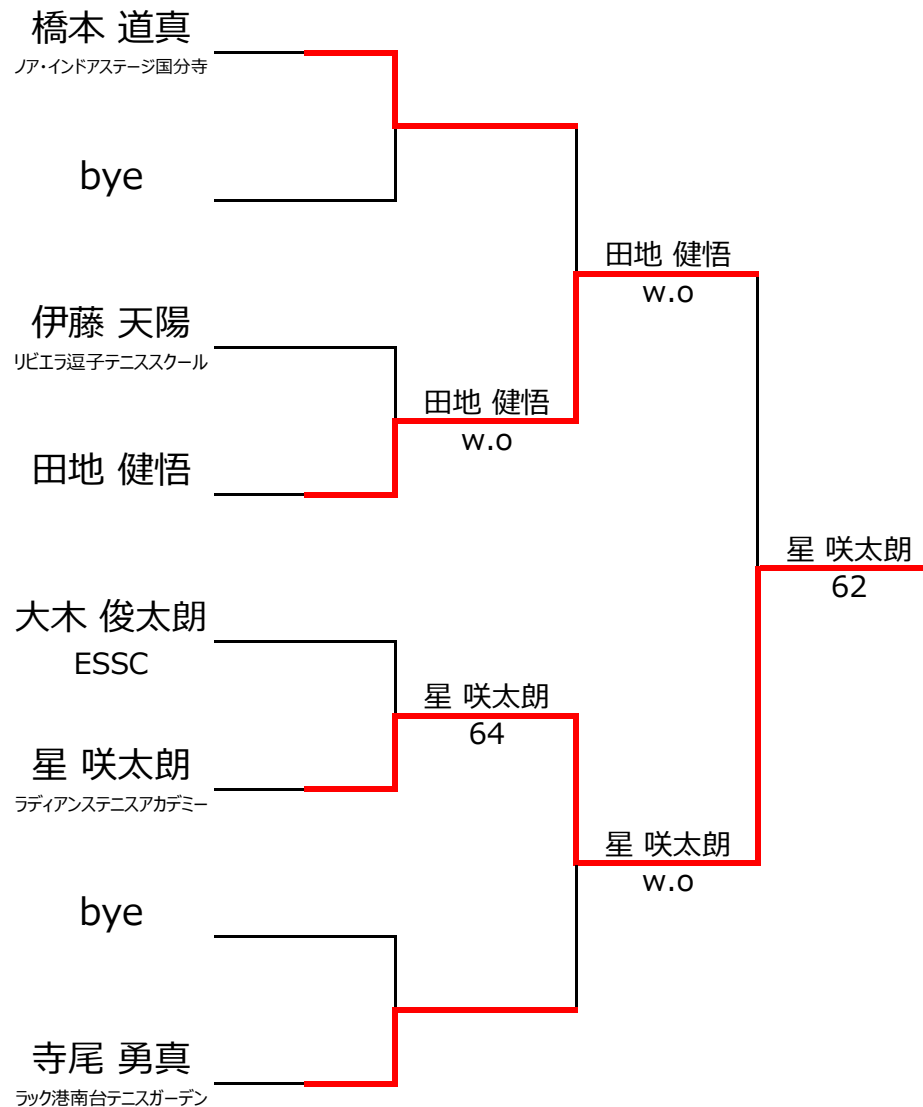 橋本 道真
ノア・インドアステージ国分寺
bye
伊藤 天陽
リビエラ逗子テニススクール
田地 健悟
大木 俊太朗
ESSC
星 咲太朗
ラディアンステニスアカデミー
bye
寺尾 勇真
ラック港南台テニスガーデン
田地 健悟
w.o
星 咲太朗
64
田地 健悟
w.o
星 咲太朗
w.o
星 咲太朗
62